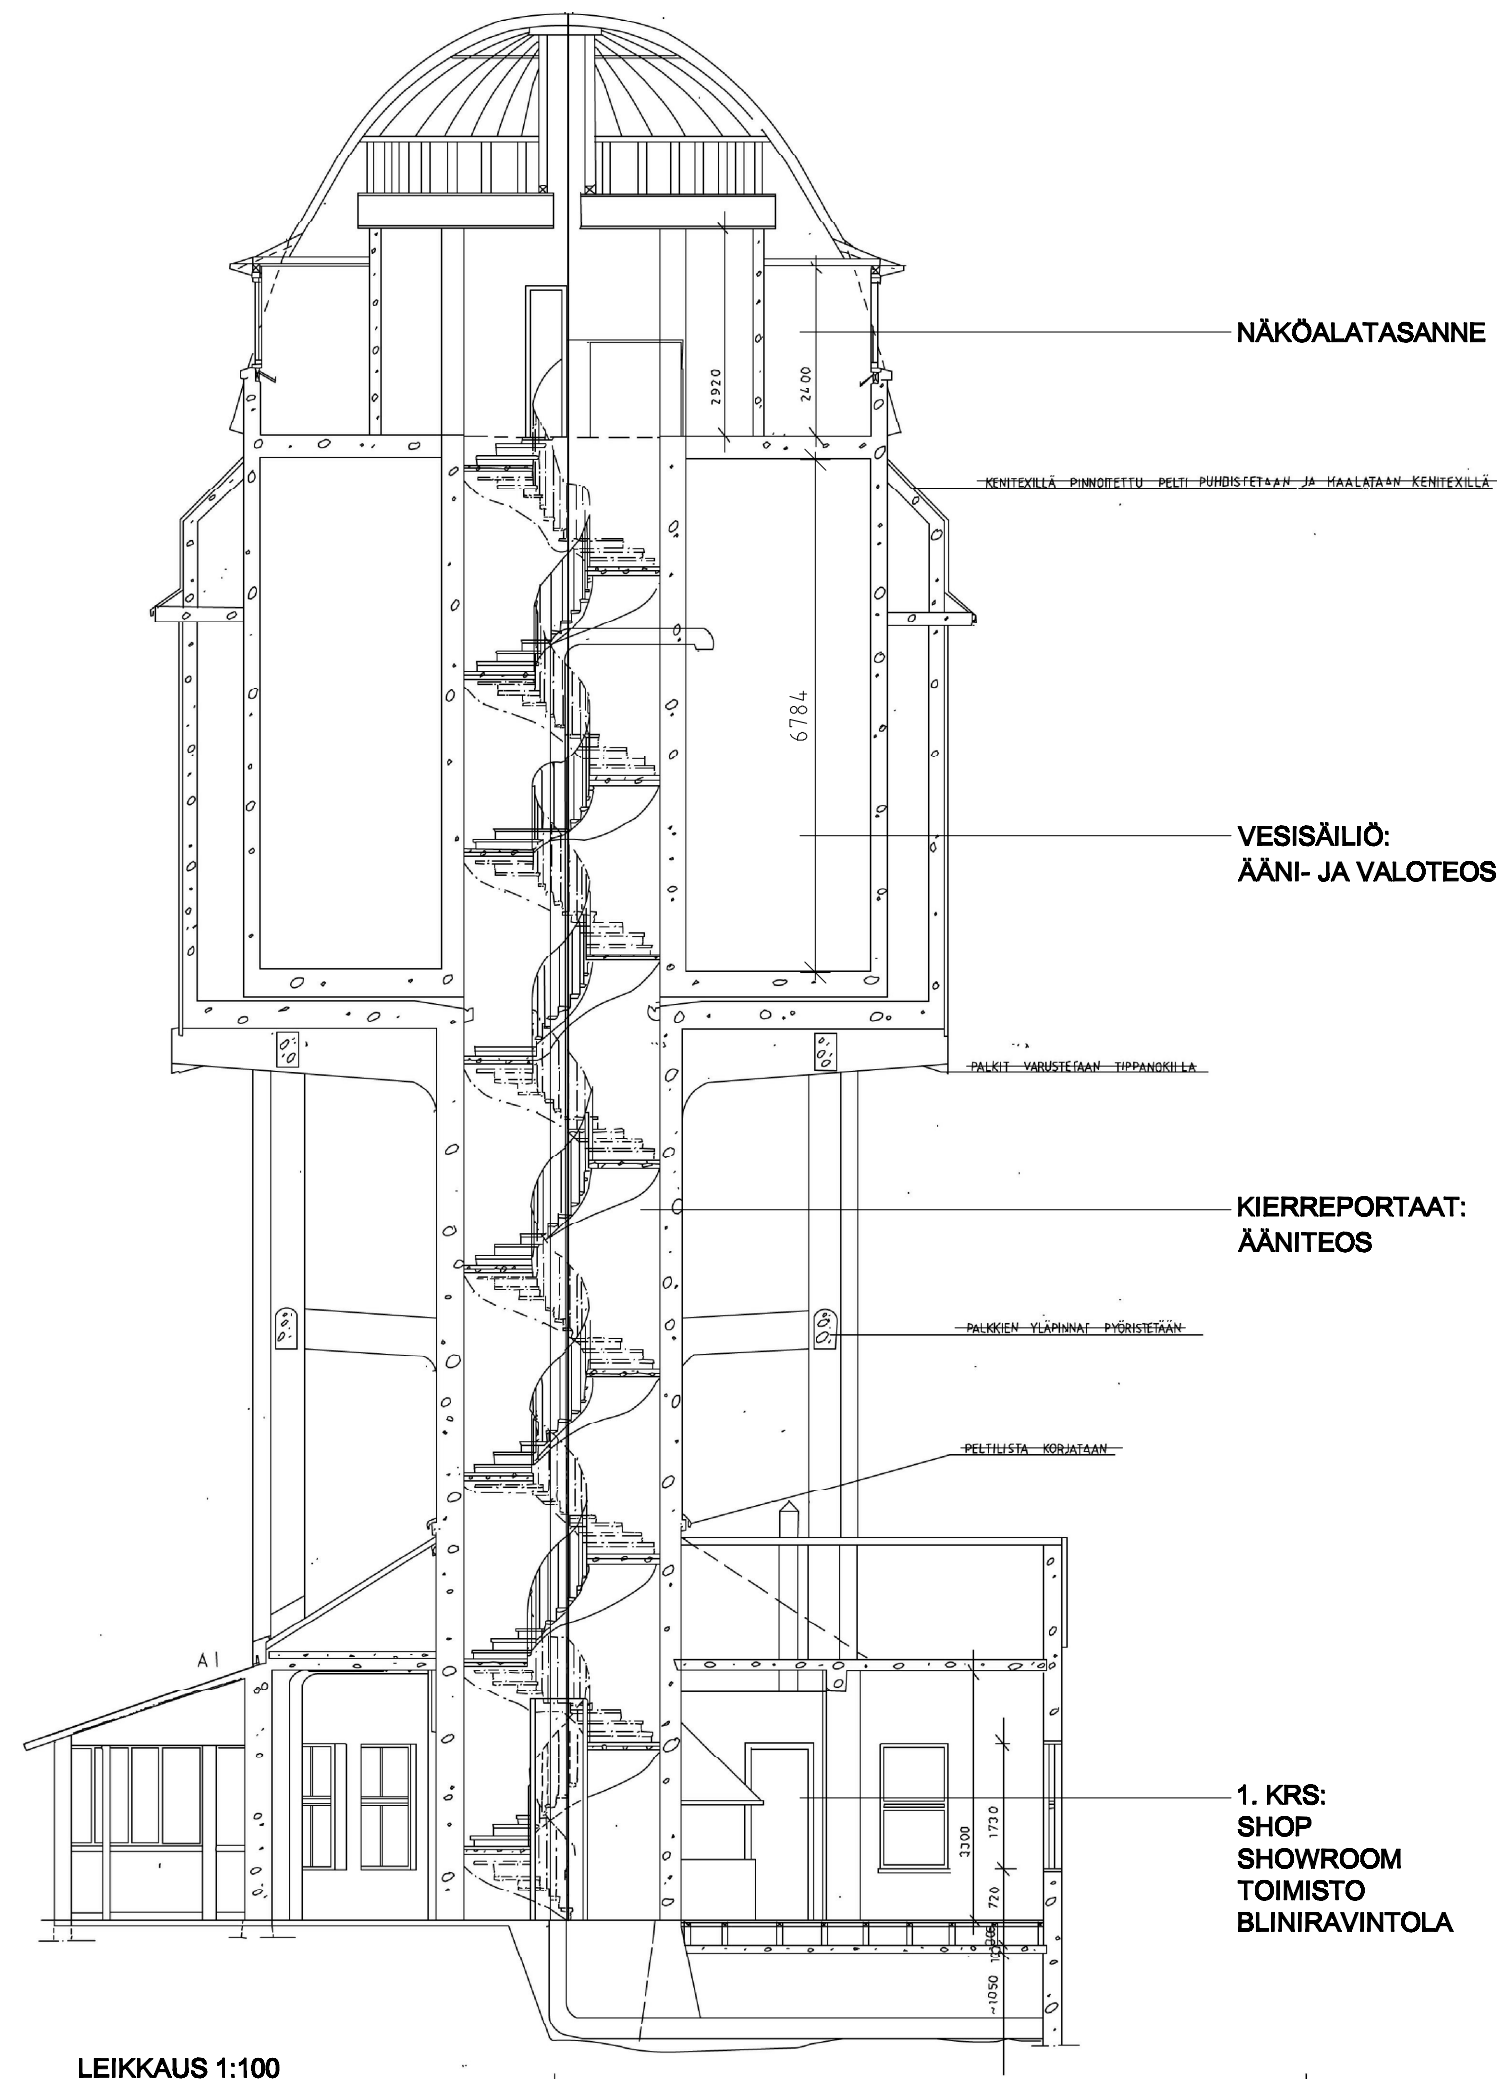 NÄKÖALATASANNE
2920
2400
KENITEXILLÄ PINNOITETTU PELTI PUHDISTETAAN JA MAALATAAN KENITEXILLÄ
6784
VESISÄILIÖ:
ÄÄNI- JA VALOTEOS
PALKIT VARUSTETAAN TIPPANOKILLA
KIERREPORTAAT:
ÄÄNITEOS
PALKKIEN YLÄPINNAT PYÖRISTETÄÄN
PELTILISTA KORJATAAN
A1
1. KRS:
SHOP
SHOWROOM
TOIMISTO
BLINIRAVINTOLA
3300
1730
720
~1050
LEIKKAUS 1:100